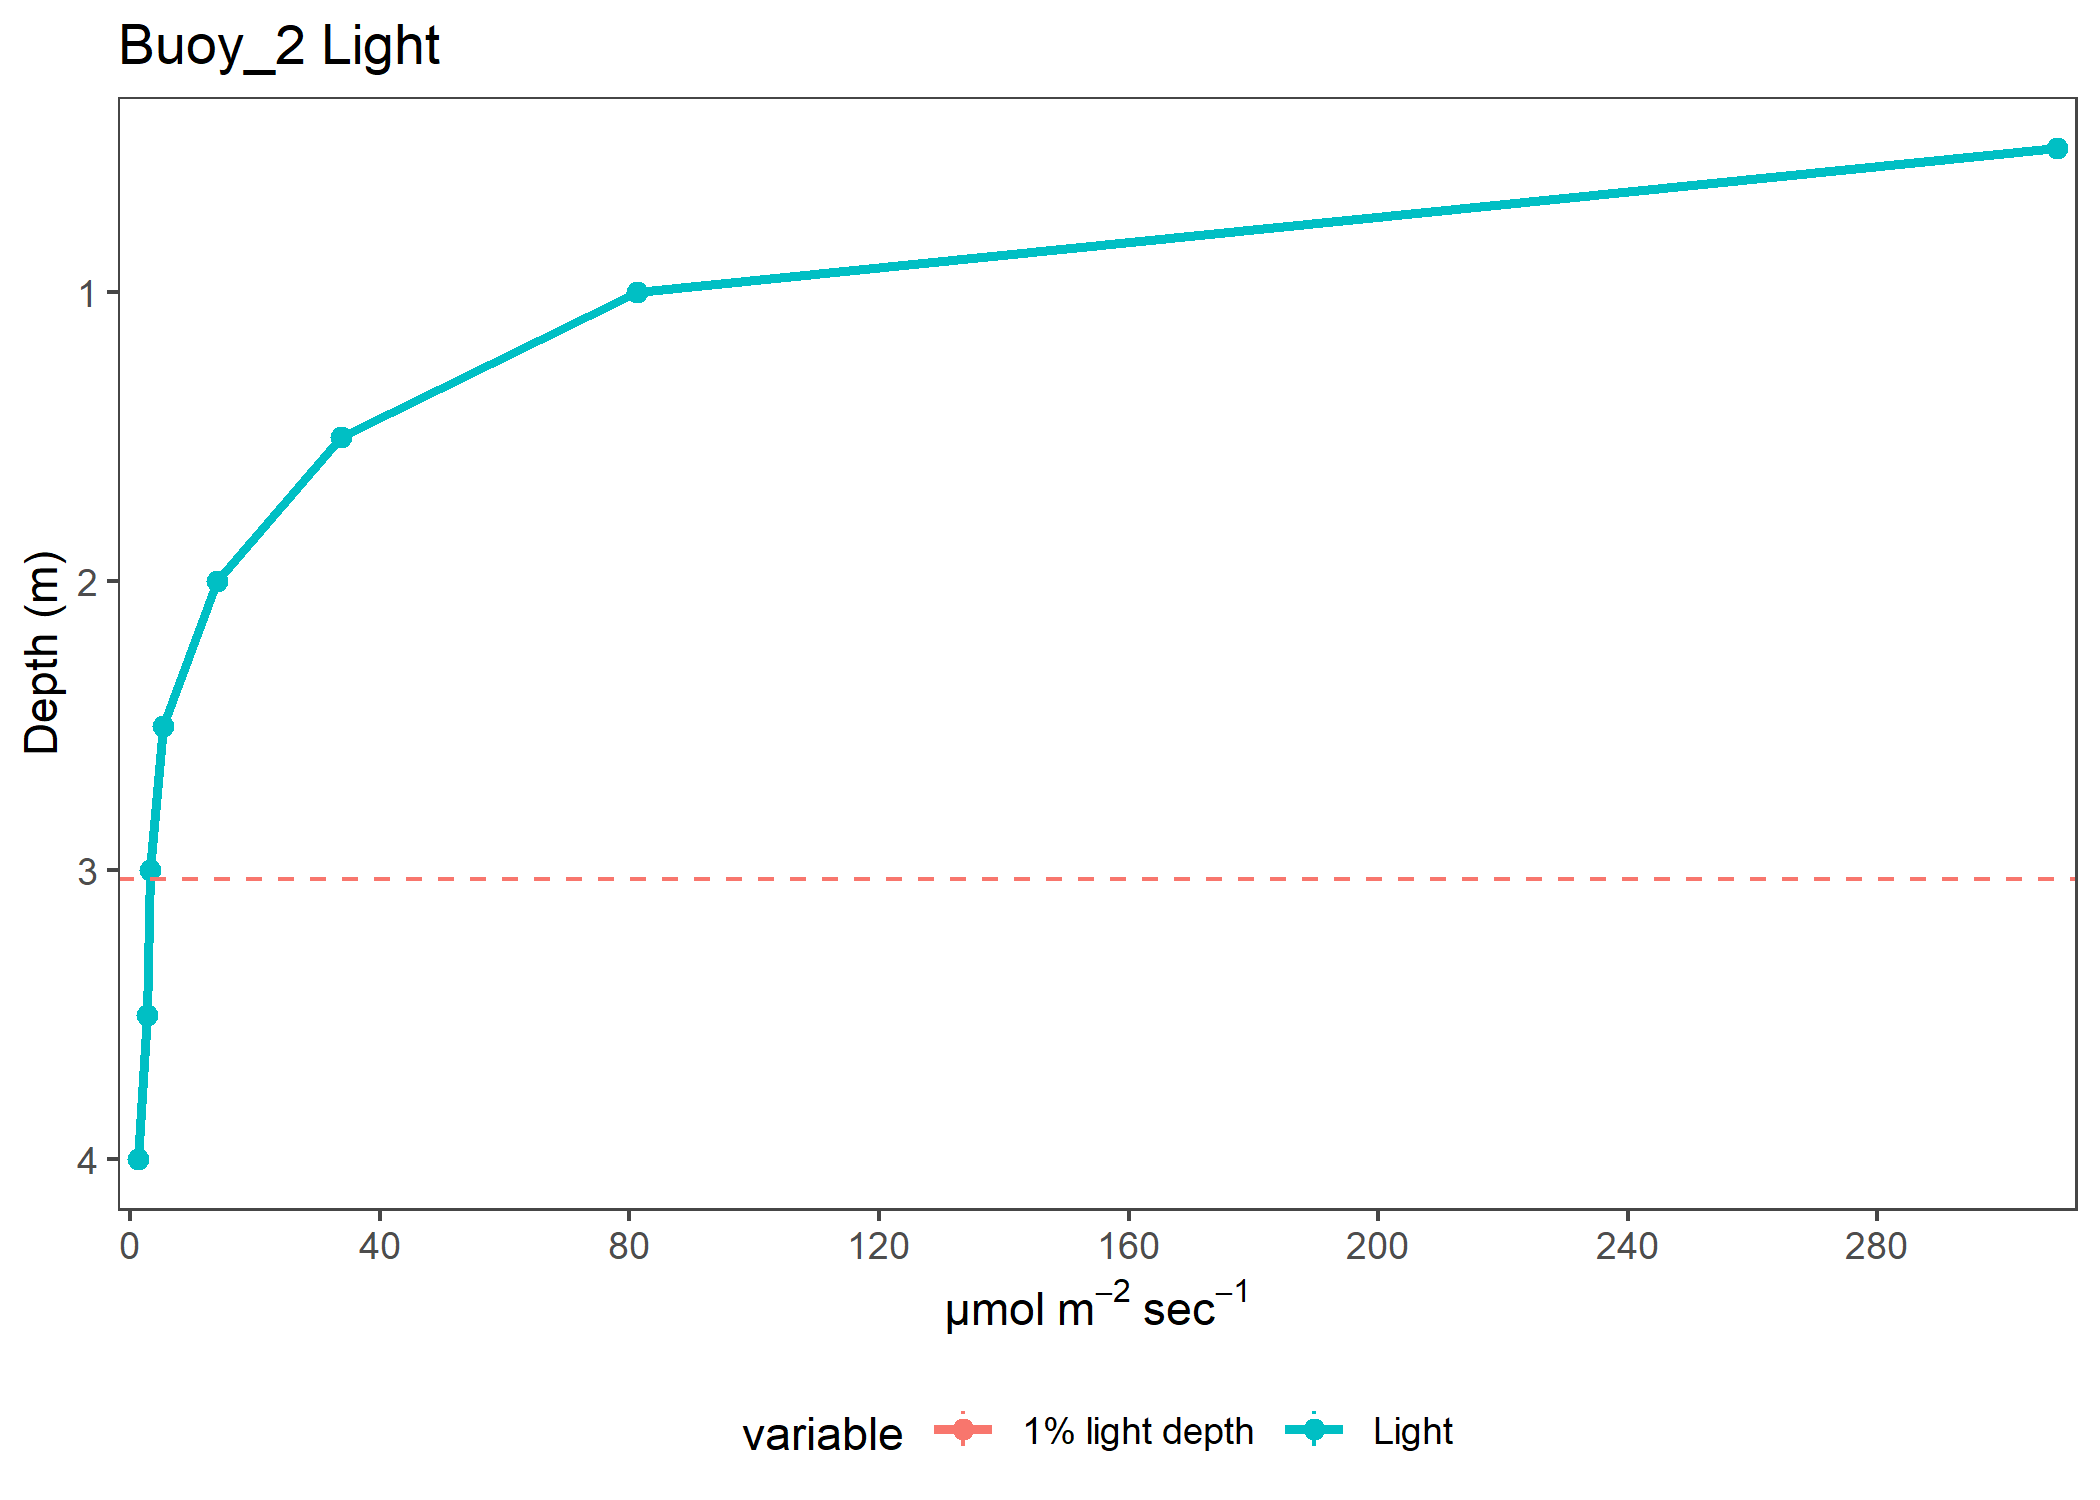 Buoy_2 Light
1
2
3
4
Depth (m)
0 40 80 120 160 200 240 280
µmol m⁻² sec⁻¹
variable 1% light depth Light